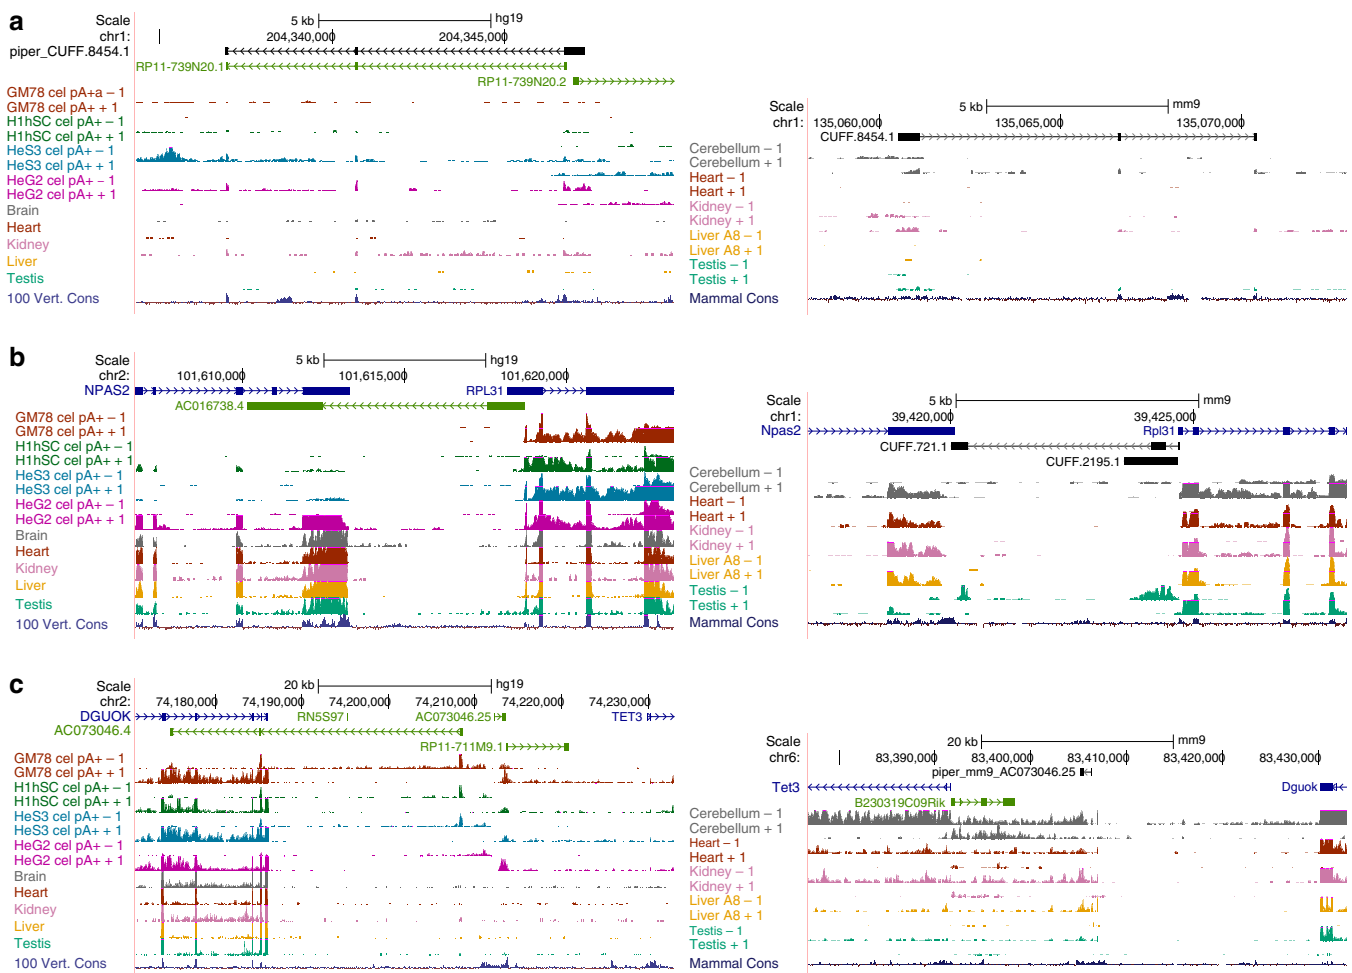 a
Scale
5 kb
hg19
chr1:
204,340,000
204,345,000
piper_CUFF.8454.1
RP11-739N20.1
RP11-739N20.2
GM78 cel pA+a − 1
GM78 cel pA+ + 1
H1hSC cel pA+ − 1
H1hSC cel pA+ + 1
HeS3 cel pA+ − 1
HeS3 cel pA+ + 1
HeG2 cel pA+ − 1
HeG2 cel pA+ + 1
Brain
Heart
Kidney
Liver
Testis
100 Vert. Cons
Scale
5 kb
mm9
chr1:
135,060,000
135,065,000
135,070,000
CUFF.8454.1
Cerebellum − 1
Cerebellum + 1
Heart − 1
Heart + 1
Kidney − 1
Kidney + 1
Liver A8 − 1
Liver A8 + 1
Testis − 1
Testis + 1
Mammal Cons
b
Scale
5 kb
hg19
chr2:
101,610,000
101,615,000
101,620,000
NPAS2
RPL31
AC016738.4
GM78 cel pA+ − 1
GM78 cel pA+ + 1
H1hSC cel pA+ − 1
H1hSC cel pA+ + 1
HeS3 cel pA+ − 1
HeS3 cel pA+ + 1
HeG2 cel pA+ − 1
HeG2 cel pA+ + 1
Brain
Heart
Kidney
Liver
Testis
100 Vert. Cons
Scale
5 kb
mm9
chr1:
39,420,000
39,425,000
Npas2
Rpl31
CUFF.721.1
CUFF.2195.1
Cerebellum − 1
Cerebellum + 1
Heart − 1
Heart + 1
Kidney − 1
Kidney + 1
Liver A8 − 1
Liver A8 + 1
Testis − 1
Testis + 1
Mammal Cons
c
Scale
20 kb
hg19
chr2:
74,180,000
74,190,000
74,200,000
74,210,000
74,220,000
74,230,000
DGUOK
RN5S97
AC073046.25
TET3
AC073046.4
RP11-711M9.1
GM78 cel pA+ − 1
GM78 cel pA+ + 1
H1hSC cel pA+ − 1
H1hSC cel pA+ + 1
HeS3 cel pA+ − 1
HeS3 cel pA+ + 1
HeG2 cel pA+ − 1
HeG2 cel pA+ + 1
Brain
Heart
Kidney
Liver
Testis
100 Vert. Cons
Scale
20 kb
mm9
chr6:
83,390,000
83,400,000
83,410,000
83,420,000
83,430,000
piper_mm9_AC073046.25
Tet3
Dguok
B230319C09Rik
Cerebellum − 1
Cerebellum + 1
Heart − 1
Heart + 1
Kidney − 1
Kidney + 1
Liver A8 − 1
Liver A8 + 1
Testis − 1
Testis + 1
Mammal Cons